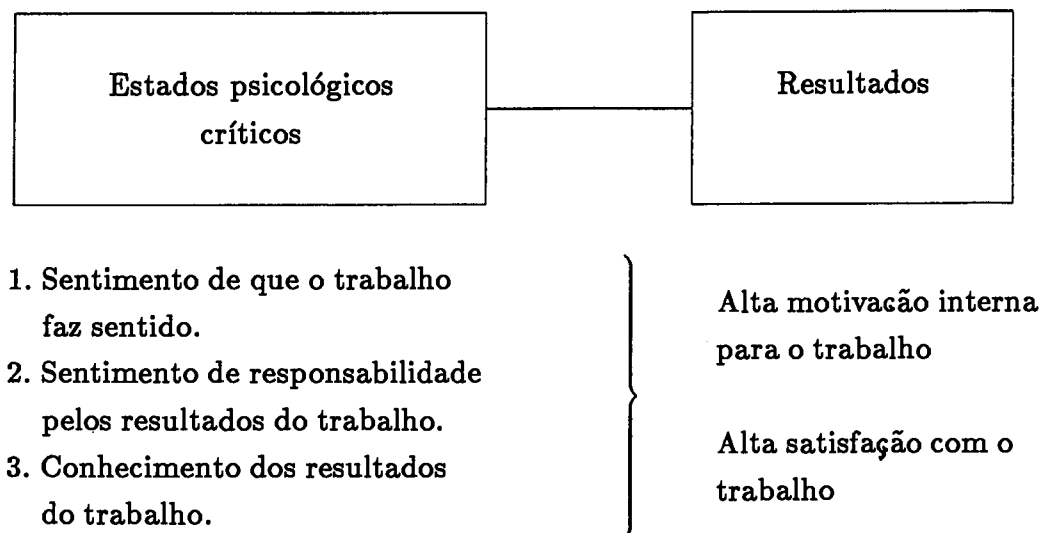 Estados psicológicos
críticos
Resultados
1. Sentimento de que o trabalho
faz sentido.
2. Sentimento de responsabilidade
pelos resultados do trabalho.
3. Conhecimento dos resultados
do trabalho.
Alta motivação interna
para o trabalho
Alta satisfação com o
trabalho